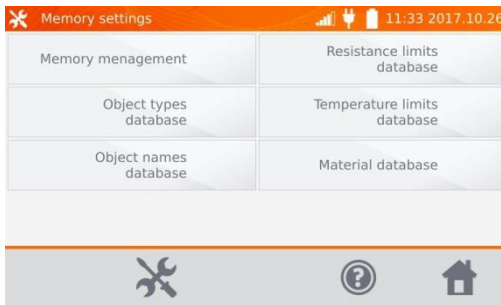 Memory settings
11:33 2017.10.26
Memory menagement
Resistance limits
database
Object types
database
Temperature limits
database
Object names
database
Material database